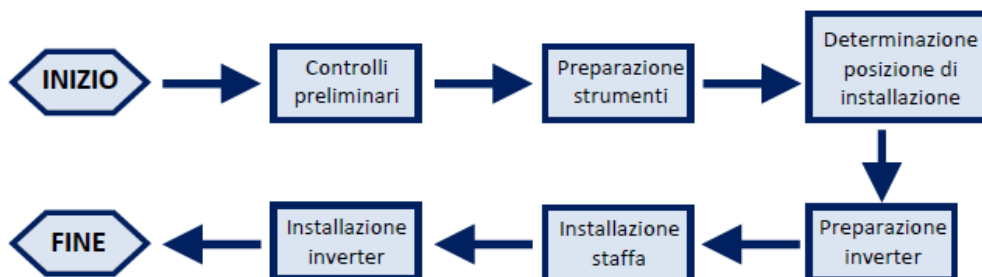 INIZIO
Controlli
preliminari
Preparazione
strumenti
Determinazione
posizione di
installazione
Preparazione
inverter
Installazione
staffa
Installazione
inverter
FINE